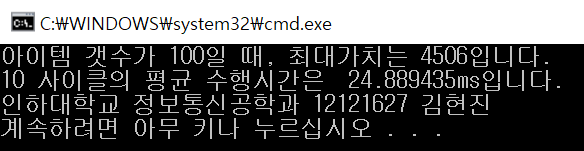 C:\WINDOWS\system32\cmd.exe
아이템 갯수가 100일 때, 최대가치는 4506입니다.
10 사이클의 평균 수행시간은  24.889435ms입니다.
인하대학교 정보통신공학과 12121627 김현진
계속하려면 아무 키나 누르십시오 . . .